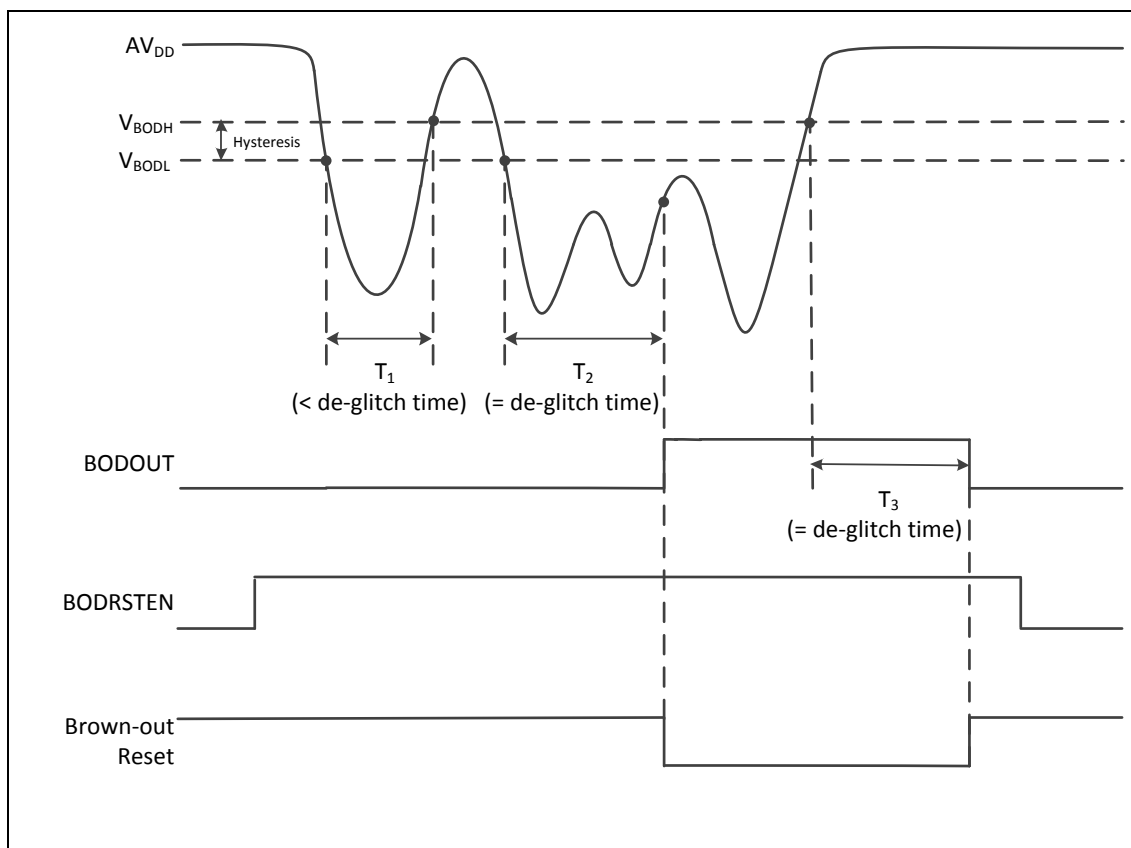 AVDD
VBODH
Hysteresis
VBODL
T1
(< de-glitch time)
T2
(= de-glitch time)
BODOUT
T3
(= de-glitch time)
BODRSTEN
Brown-out
Reset